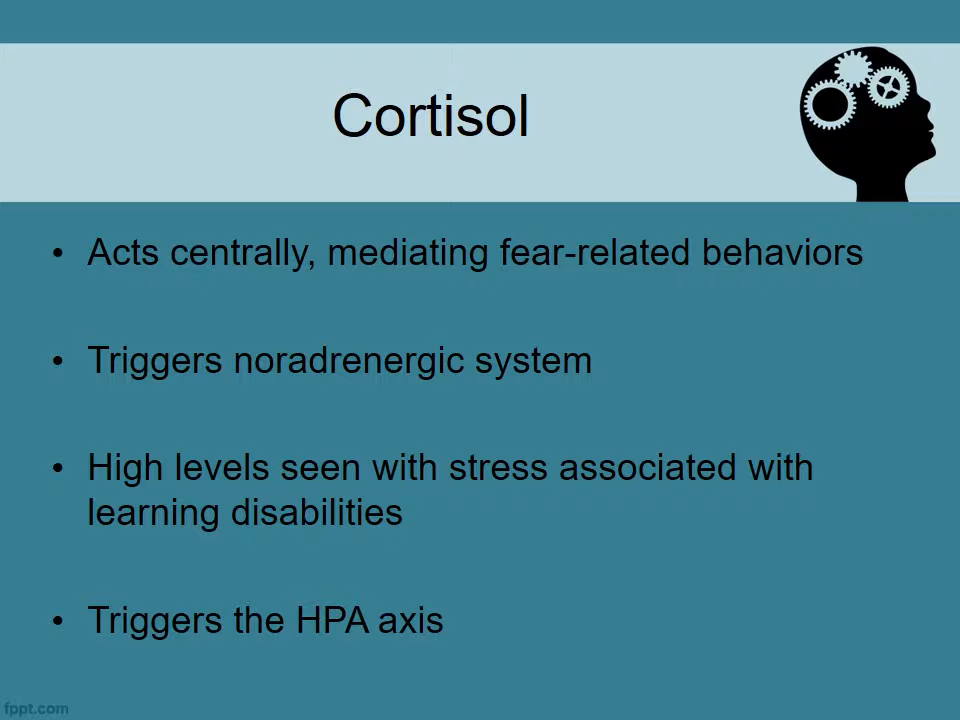 Cortisol
• Acts centrally, mediating fear-related behaviors
• Triggers noradrenergic system
• High levels seen with stress associated with
learning disabilities
• Triggers the HPA axis
fppt.com